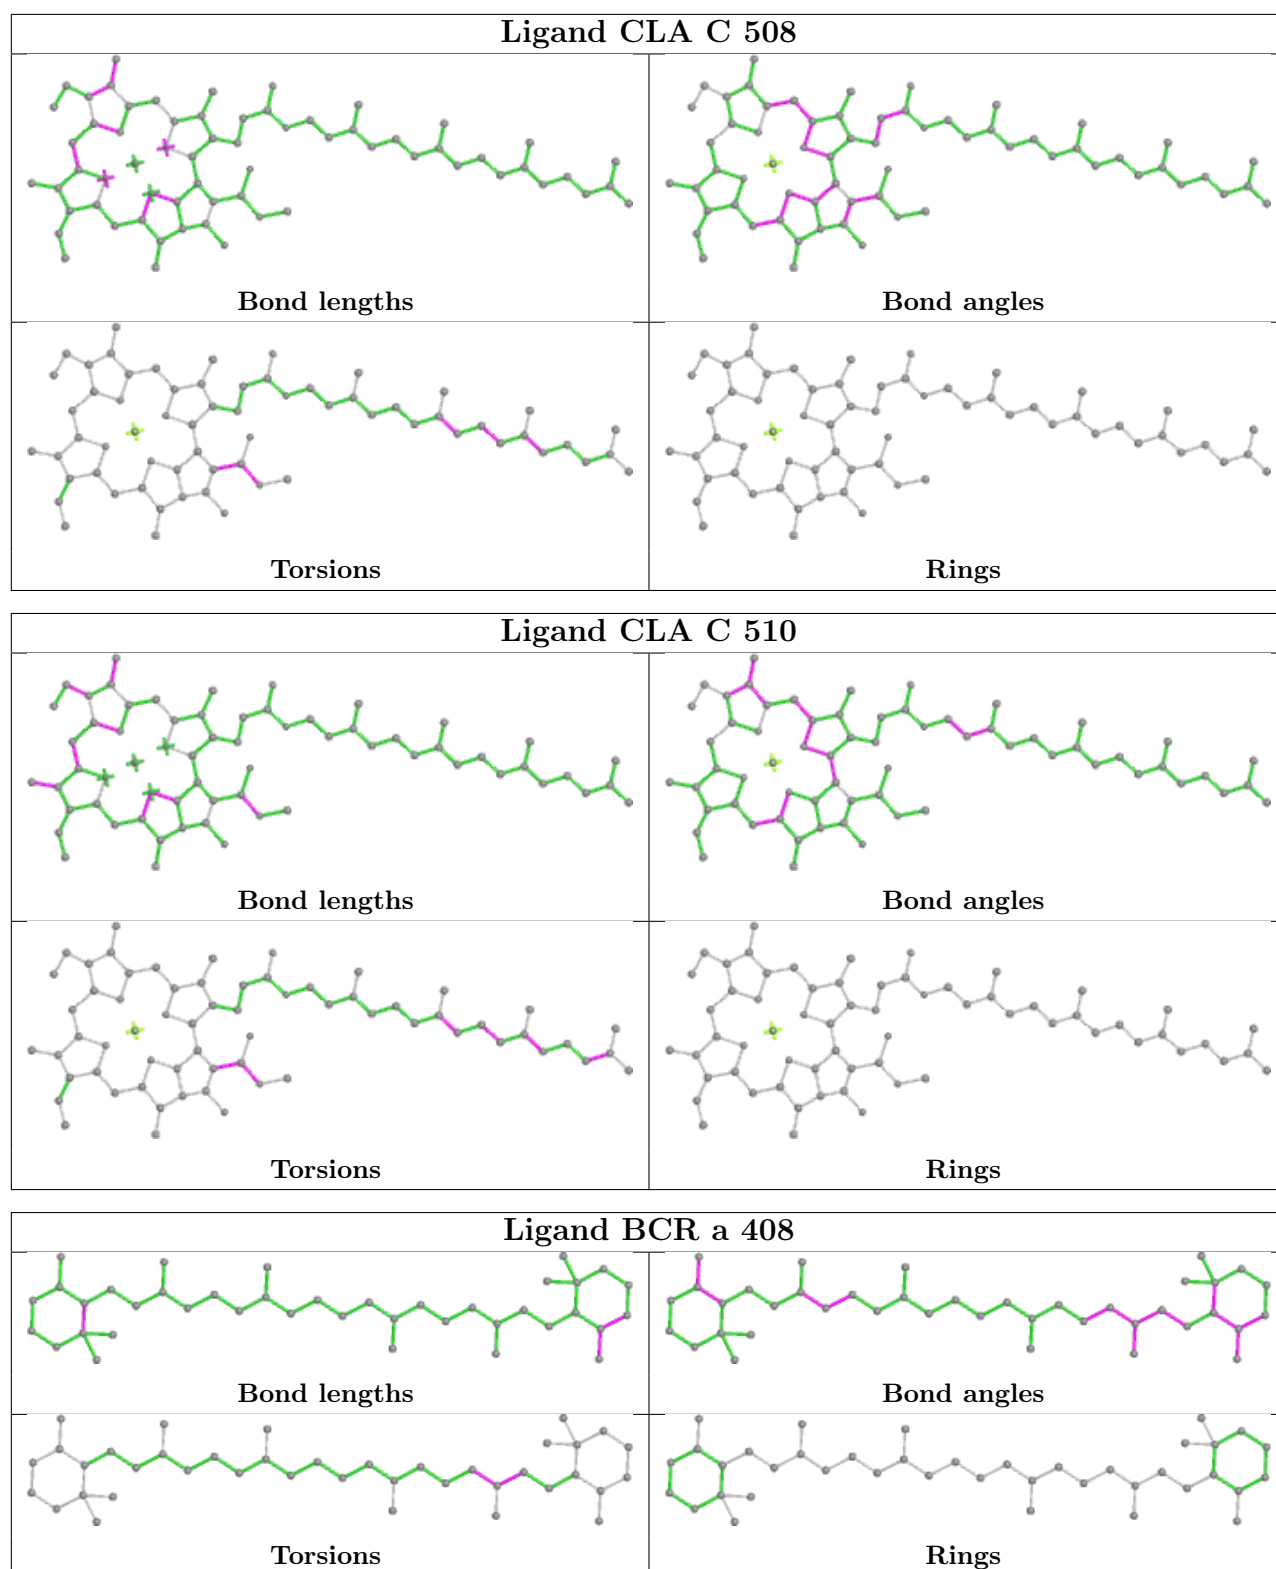 Ligand CLA C 508
Bond lengths
Bond angles
Torsions
Rings
Ligand CLA C 510
Bond lengths
Bond angles
Torsions
Rings
Ligand BCR a 408
Bond lengths
Bond angles
Torsions
Rings